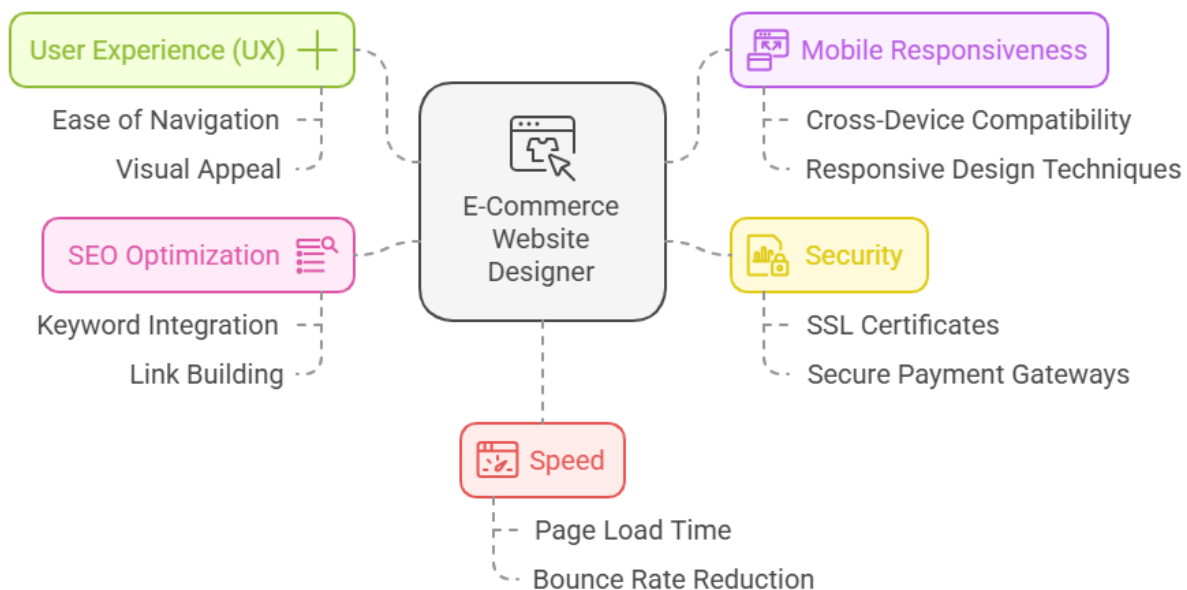 User Experience (UX)
Ease of Navigation
Visual Appeal
SEO Optimization
Keyword Integration
Link Building
E-Commerce
Website
Designer
Mobile Responsiveness
Cross-Device Compatibility
Responsive Design Techniques
Security
SSL Certificates
Secure Payment Gateways
Speed
Page Load Time
Bounce Rate Reduction